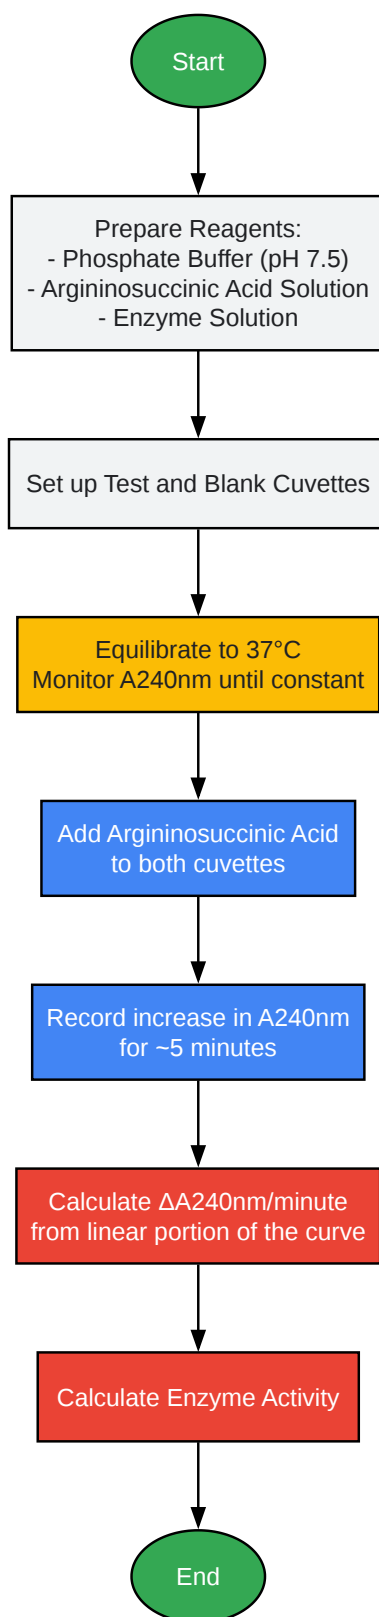 Start
Prepare Reagents:
- Phosphate Buffer (pH 7.5)
- Argininosuccinic Acid Solution
- Enzyme Solution
Set up Test and Blank Cuvettes
Equilibrate to 37°C
Monitor A240nm until constant
Add Argininosuccinic Acid
to both cuvettes
Record increase in A240nm
for ~5 minutes
Calculate ΔA240nm/minute
from linear portion of the curve
Calculate Enzyme Activity
End